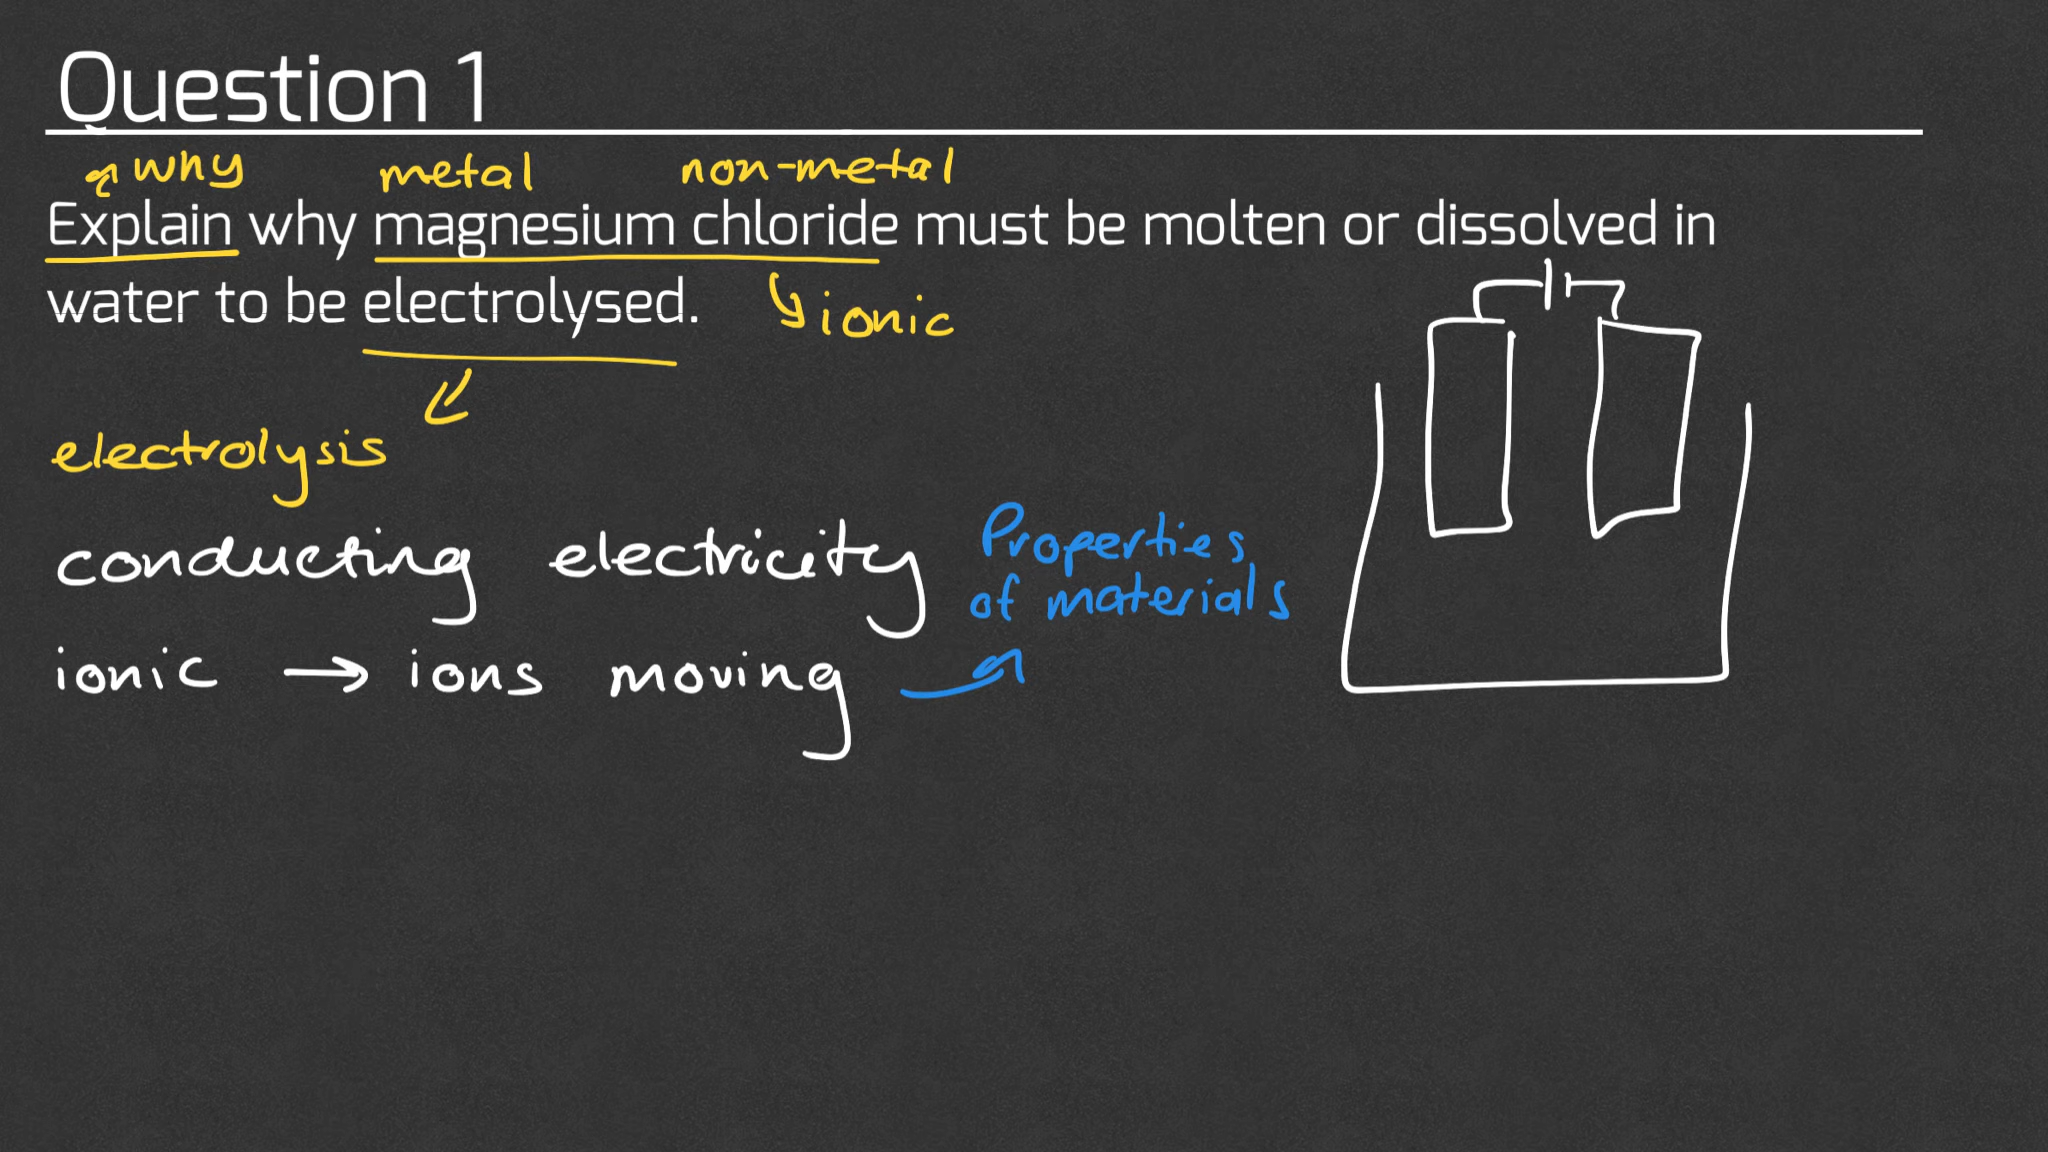 Question 1
why metal non-metal
Explain why magnesium chloride must be molten or dissolved in
water to be electrolysed.
ionic
electrolysis
conducting electricity
Properties
of materials
ionic → ions moving